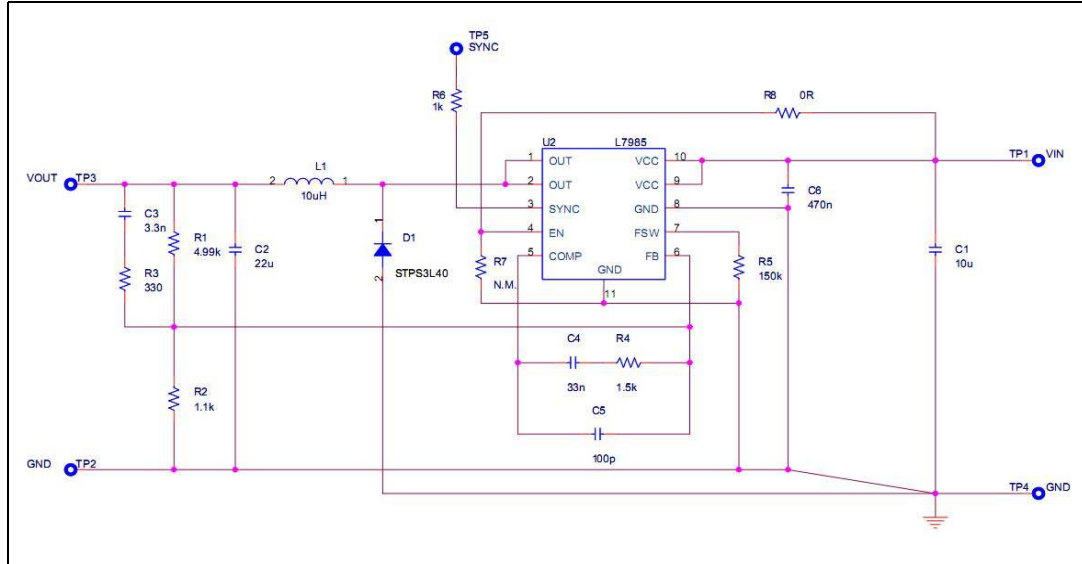 TP5
SYNC
R6
1k
R8 0R
U2 L7985
1 OUT VCC 10
2 OUT VCC 9
3 SYNC GND 8
4 EN FSW 7
5 COMP FB 6
GND
11
VOUT TP3
C3
3.3n
R1
4.99k
C2
22u
R3
330
R2
1.1k
GND TP2
2 L1 1
10uH
1
D1
STPS3L40
2
R7
N.M.
R5
150k
C4 R4
33n 1.5k
C5
100p
TP1 VIN
C6
470n
C1
10u
TP4 GND